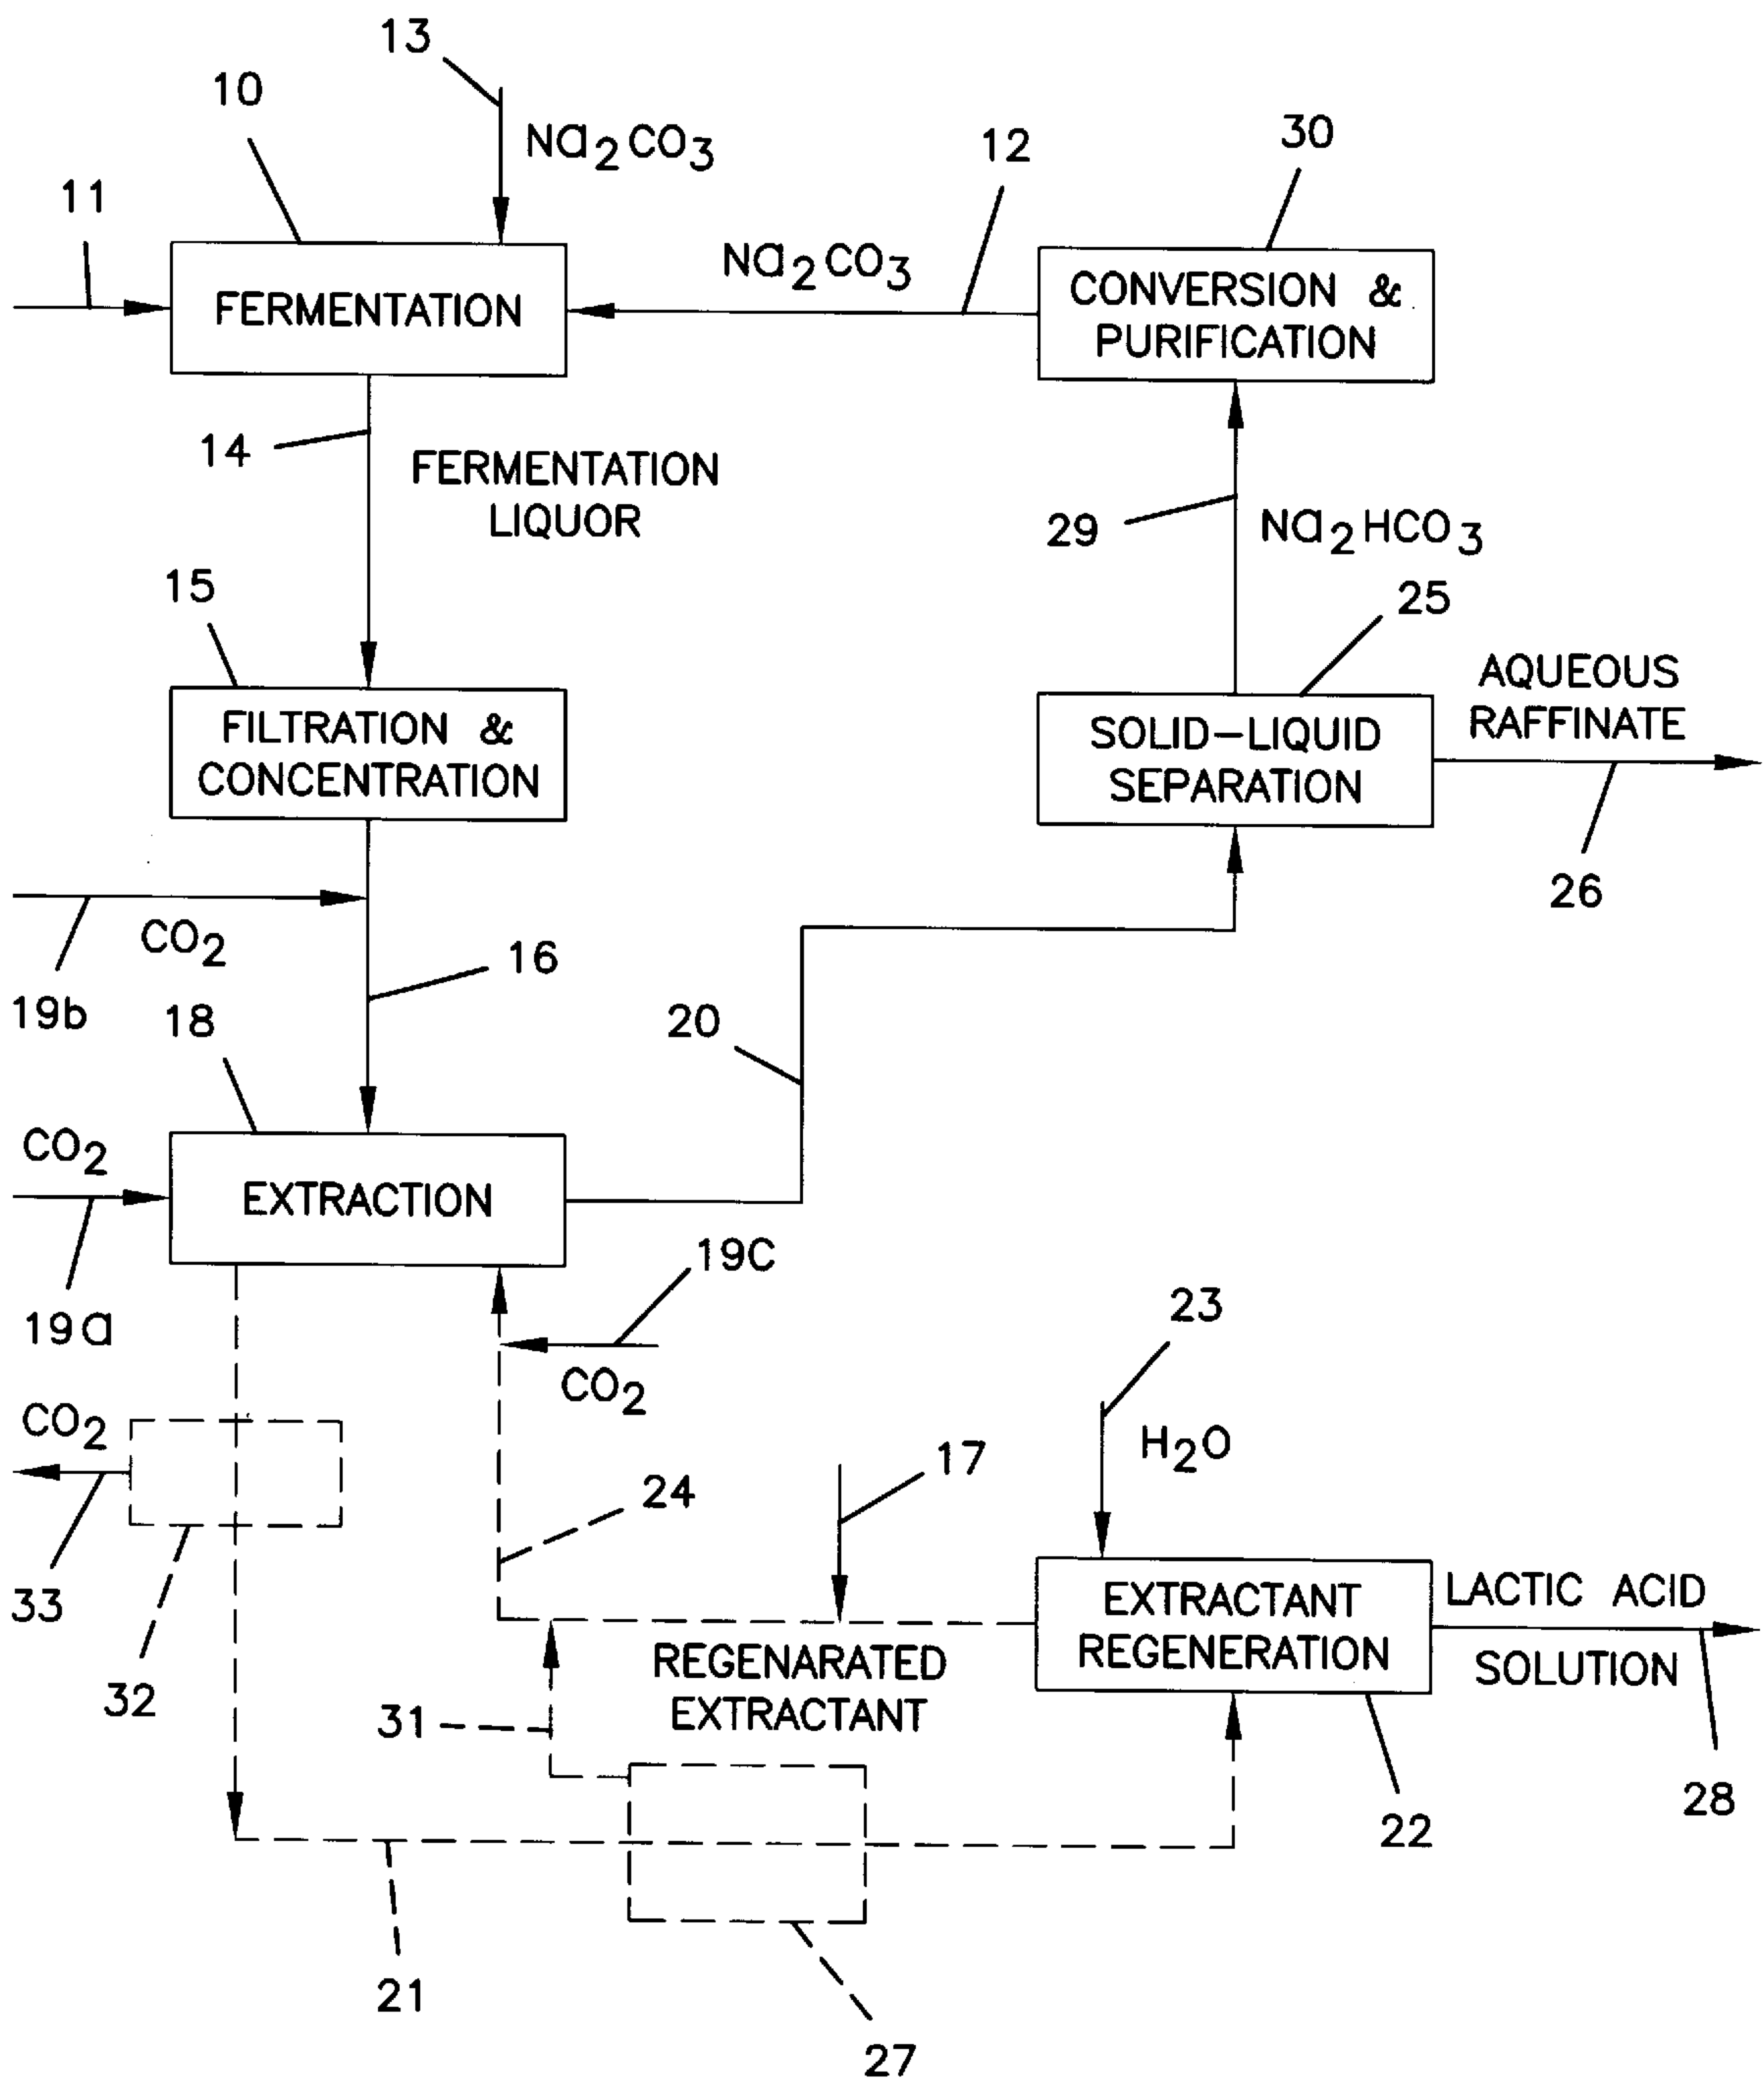 13
10
Na2CO3
12
30
11
Na2CO3
FERMENTATION
CONVERSION &
PURIFICATION
14
FERMENTATION
LIQUOR
29
Na2HCO3
15
25
FILTRATION &
CONCENTRATION
SOLID-LIQUID
SEPARATION
AQUEOUS
RAFFINATE
26
CO2
19b
16
18
20
CO2
EXTRACTION
19a
19C
CO2
23
H2O
CO2
33
32
24
17
EXTRACTANT
REGENERATION
LACTIC ACID
SOLUTION
REGENARATED
EXTRACTANT
31
28
22
21
27